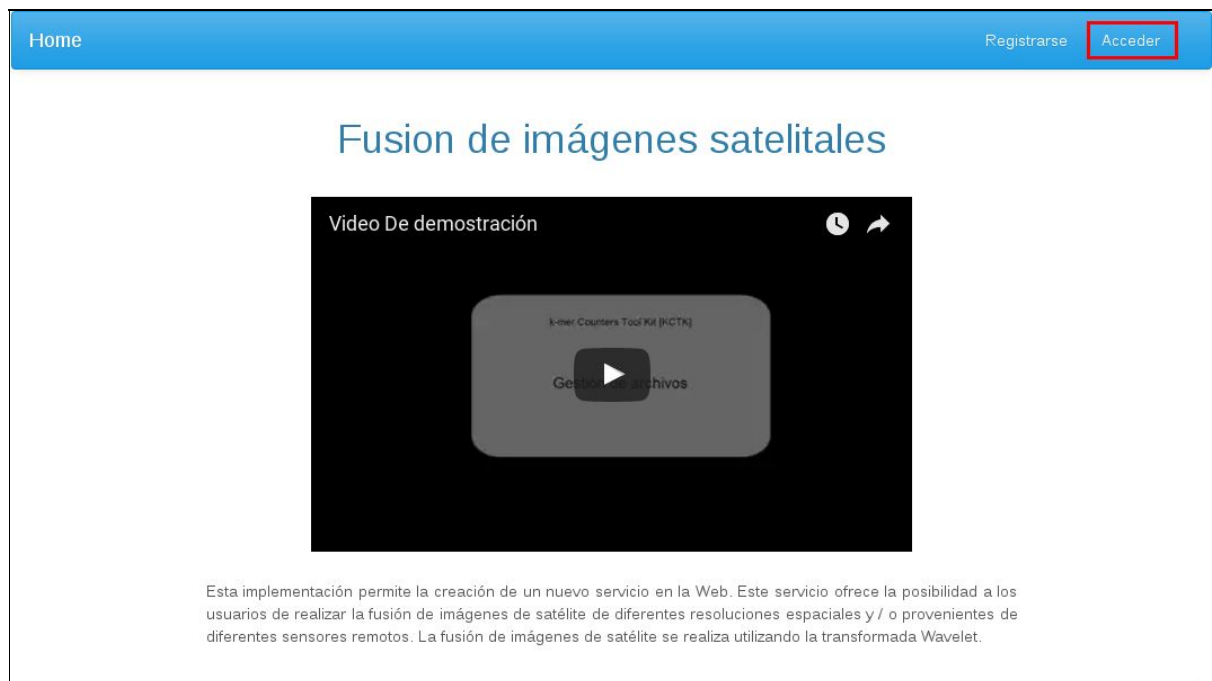 Home
Registrarse
Acceder
Fusion de imágenes satelitales
Video De demostración
k-mer Counters Tool Kit [KCTK]
archivos
Esta implementación permite la creación de un nuevo servicio en la Web. Este servicio ofrece la posibilidad a los
usuarios de realizar la fusión de imágenes de satélite de diferentes resoluciones espaciales y / o provenientes de
diferentes sensores remotos. La fusión de imágenes de satélite se realiza utilizando la transformada Wavelet.